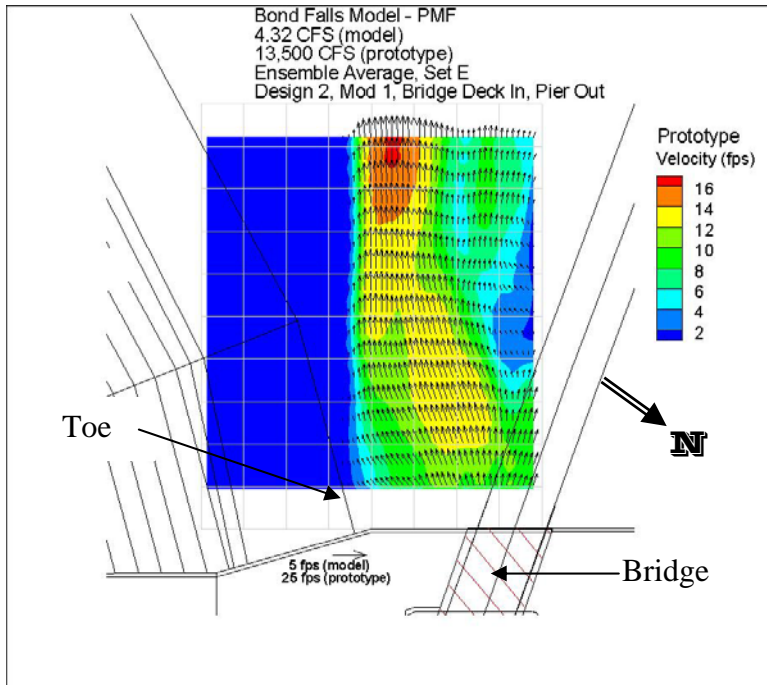 Bond Falls Model - PMF
4.32 CFS (model)
13,500 CFS (prototype)
Ensemble Average, Set E
Design 2, Mod 1, Bridge Deck In, Pier Out
Prototype
Velocity (fps)
16
14
12
10
8
6
4
2
Toe
N
5 fps (model)
25 fps (prototype)
Bridge